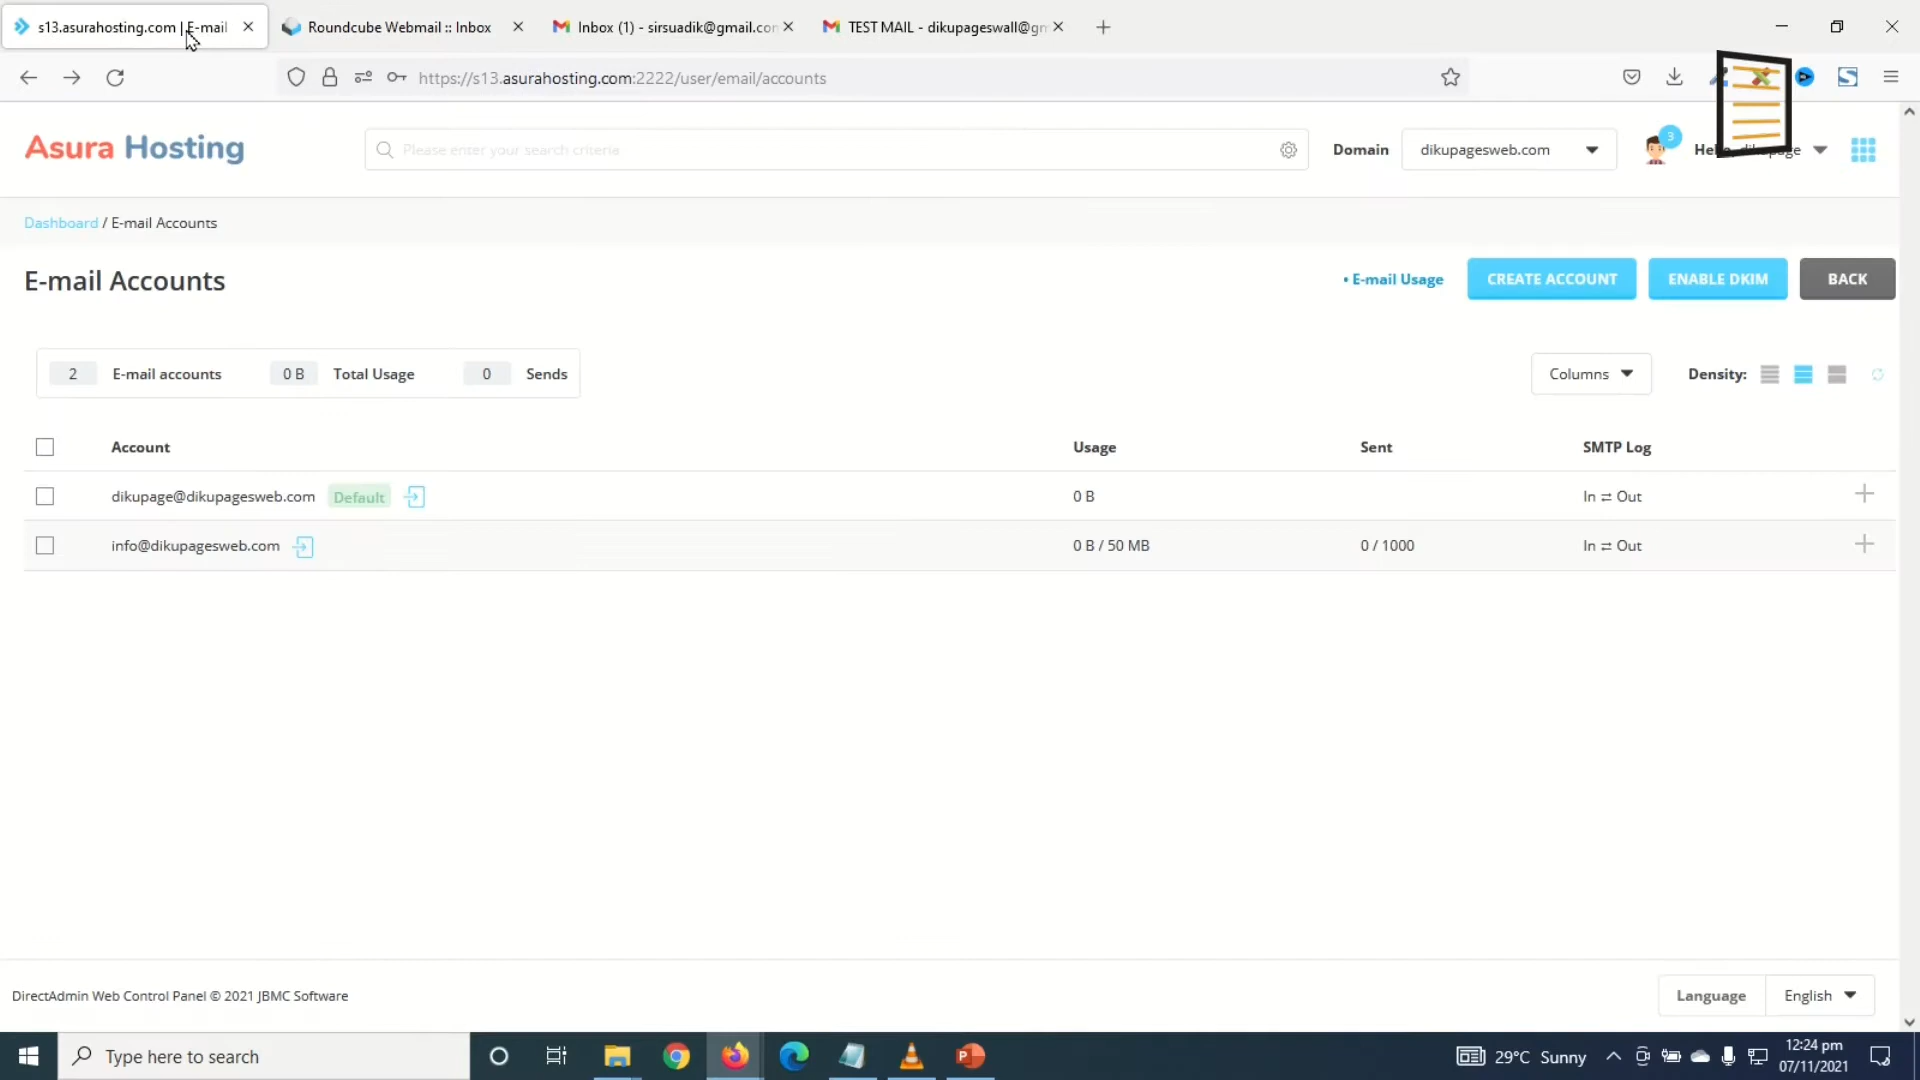 s13.asurahosting.com | E-mail
Roundcube Webmail :: Inbox
Inbox (1) - sirsuadik@gmail.con
TEST MAIL - dikupageswall@gm
https://s13.asurahosting.com:2222/user/email/accounts
Asura Hosting
Please enter your search criteria
Domain
dikupagesweb.com
3
Dashboard / E-mail Accounts
E-mail Accounts
• E-mail Usage
CREATE ACCOUNT
ENABLE DKIM
BACK
2 E-mail accounts 0 B Total Usage 0 Sends
Columns
Density:
Account Usage Sent SMTP Log
dikupage@dikupagesweb.com Default 0 B In ⇄ Out
info@dikupagesweb.com 0 B / 50 MB 0 / 1000 In ⇄ Out
DirectAdmin Web Control Panel © 2021 JBMC Software
Language English
Type here to search
29°C Sunny
12:24 pm
07/11/2021